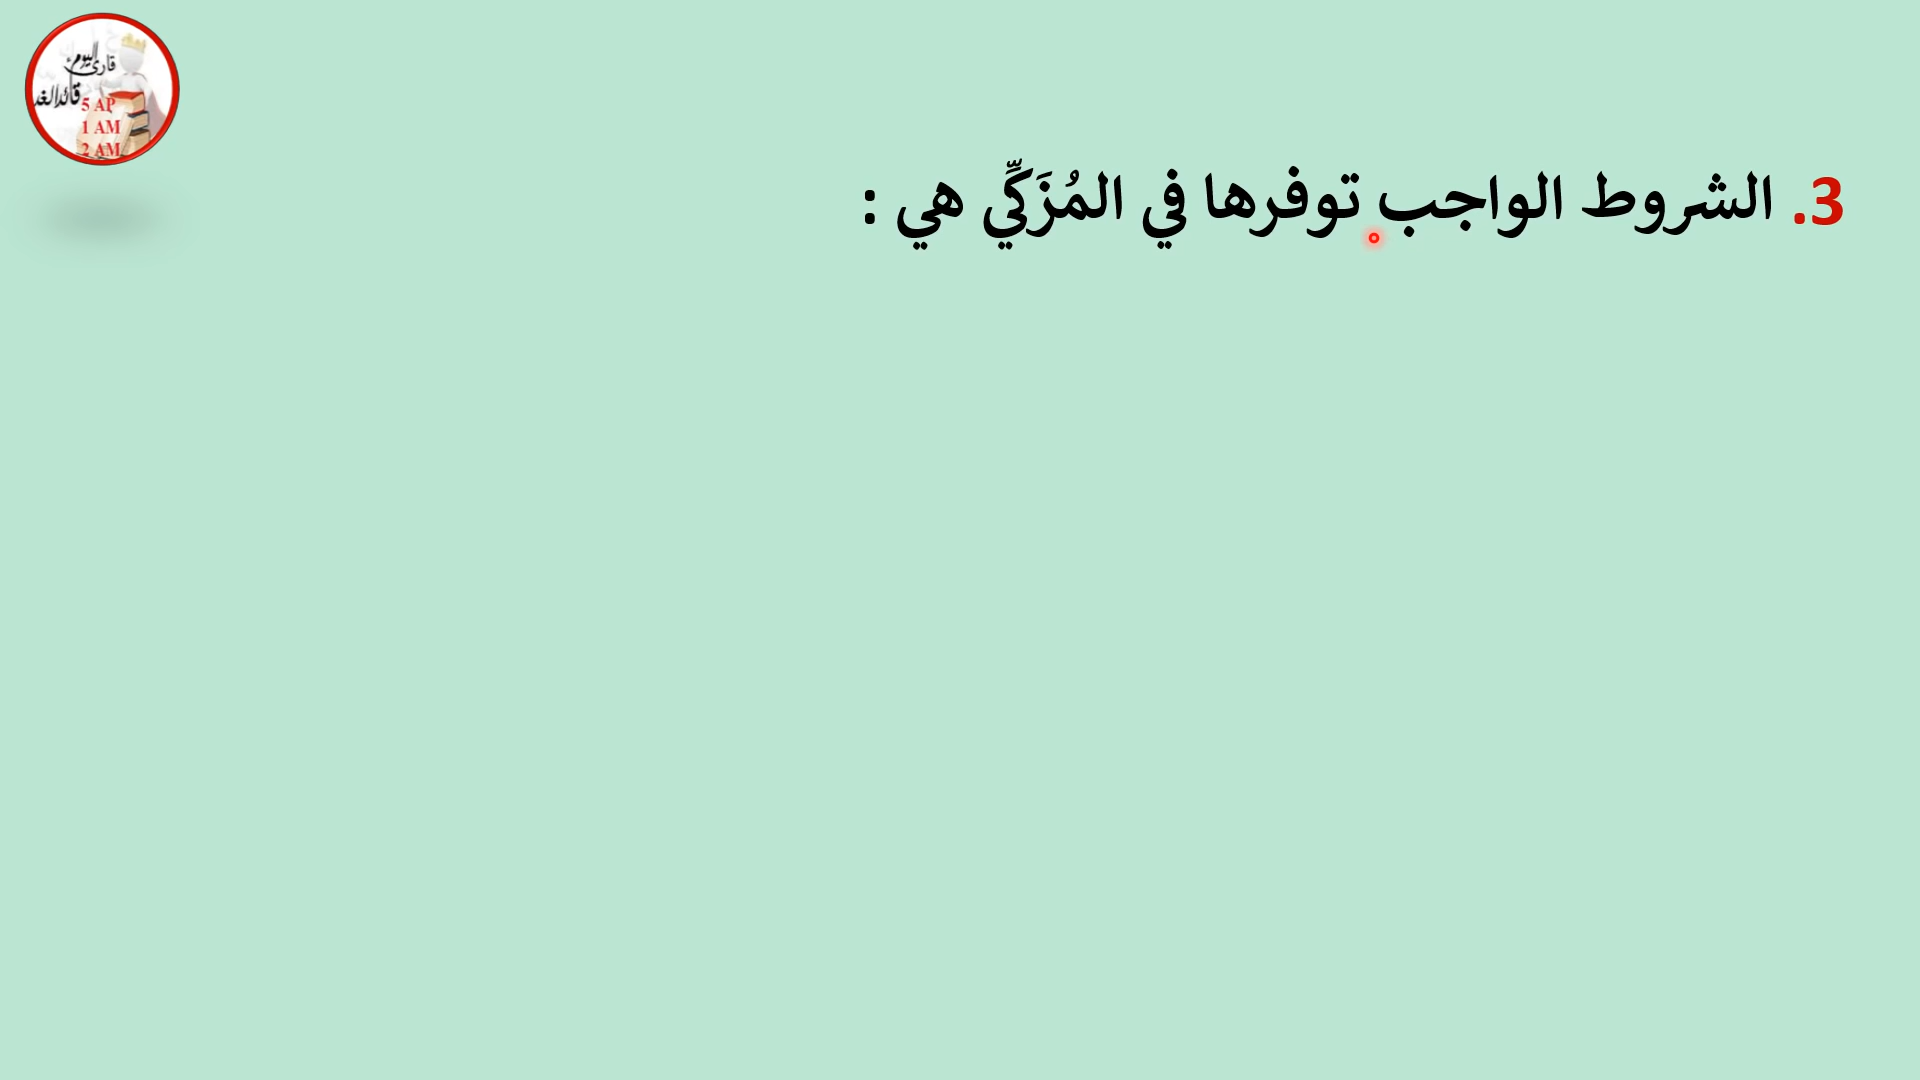 قارئ اليوم
قائد الغد
5 AP
1 AM
2 AM
3. الشروط الواجب توفرها في المُزَكِّي هي :